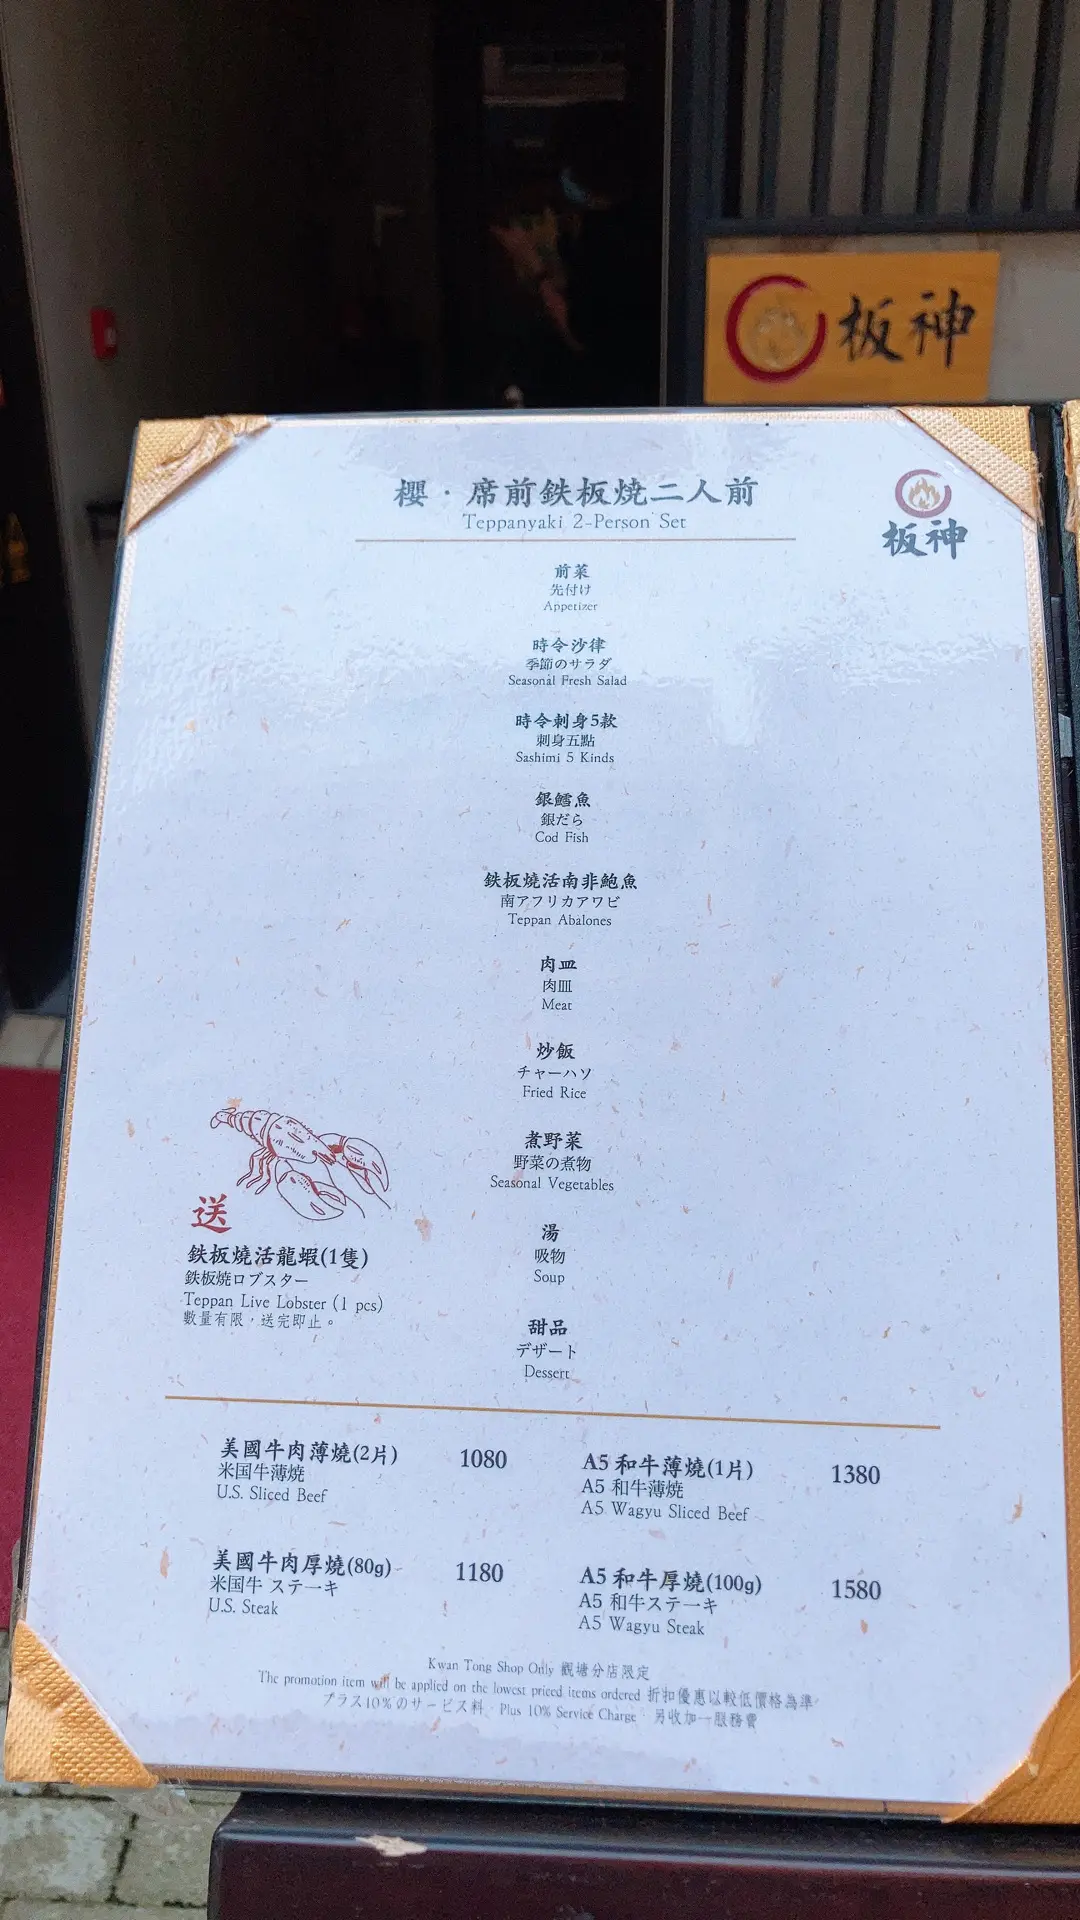 板神
櫻・席前鉄板焼二人前
Teppanyaki 2-Person Set
板神
前菜
先付け
Appetizer
時令沙律
季節のサラダ
Seasonal Fresh Salad
時令刺身5款
刺身五點
Sashimi 5 Kinds
銀鱈魚
銀だら
Cod Fish
鉄板燒活南非鮑魚
南アフリカアワビ
Teppan Abalones
肉皿
肉皿
Meat
炒飯
チャーハソ
Fried Rice
煮野菜
野菜の煮物
Seasonal Vegetables
湯
吸物
Soup
甜品
デザート
Dessert
送
鉄板燒活龍蝦(1隻)
鉄板焼ロブスター
Teppan Live Lobster (1 pcs)
數量有限，送完即止。
美國牛肉薄燒(2片) 1080
米国牛薄焼
U.S. Sliced Beef
A5 和牛薄燒(1片) 1380
A5 和牛薄焼
A5 Wagyu Sliced Beef
美國牛肉厚燒(80g) 1180
米国牛 ステーキ
U.S. Steak
A5 和牛厚燒(100g) 1580
A5 和牛ステーキ
A5 Wagyu Steak
Kwan Tong Shop Only 觀塘分店限定
The promotion item will be applied on the lowest priced items ordered 折扣優惠以較低價格為準
プラス10%のサービス料・Plus 10% Service Charge・另收加一服務費